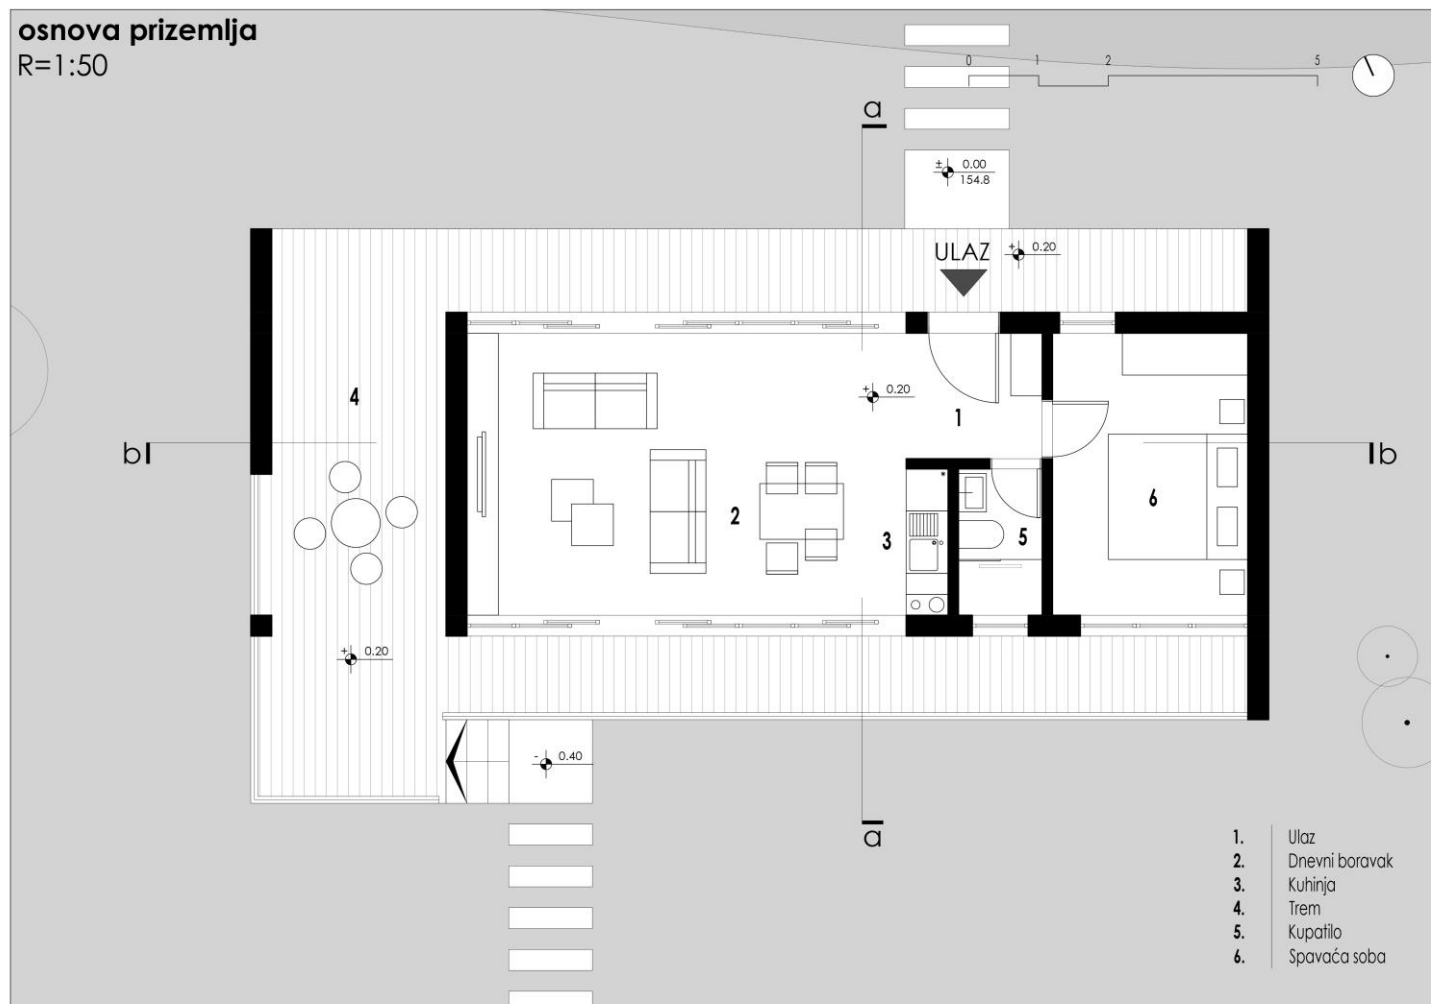 osnova prizemlja
R=1:50
0 1 2 5
a
± 0.00
154.8
ULAZ
+ 0.20
+ 0.20
4
1
b
b
2
3
5
6
+ 0.20
- 0.40
a
1. Ulaz
2. Dnevni boravak
3. Kuhinja
4. Trem
5. Kupatilo
6. Spavaća soba